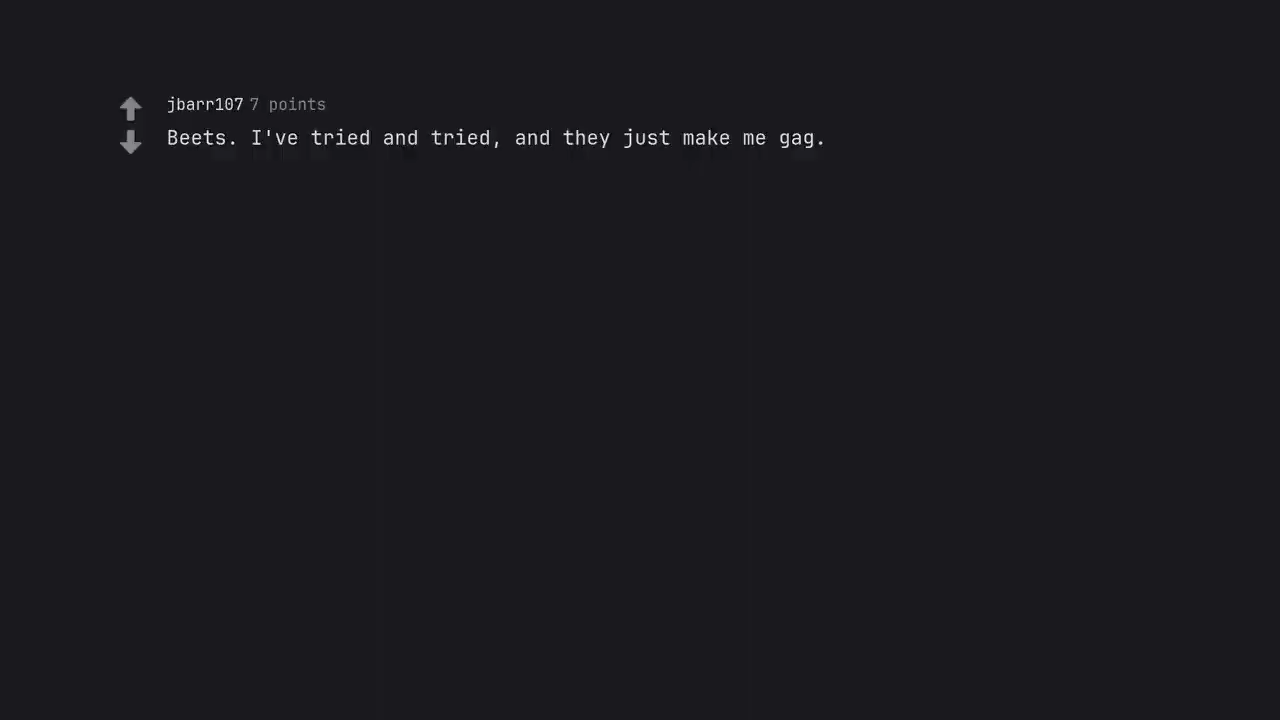 jbarr107 7 points
Beets. I've tried and tried, and they just make me gag.